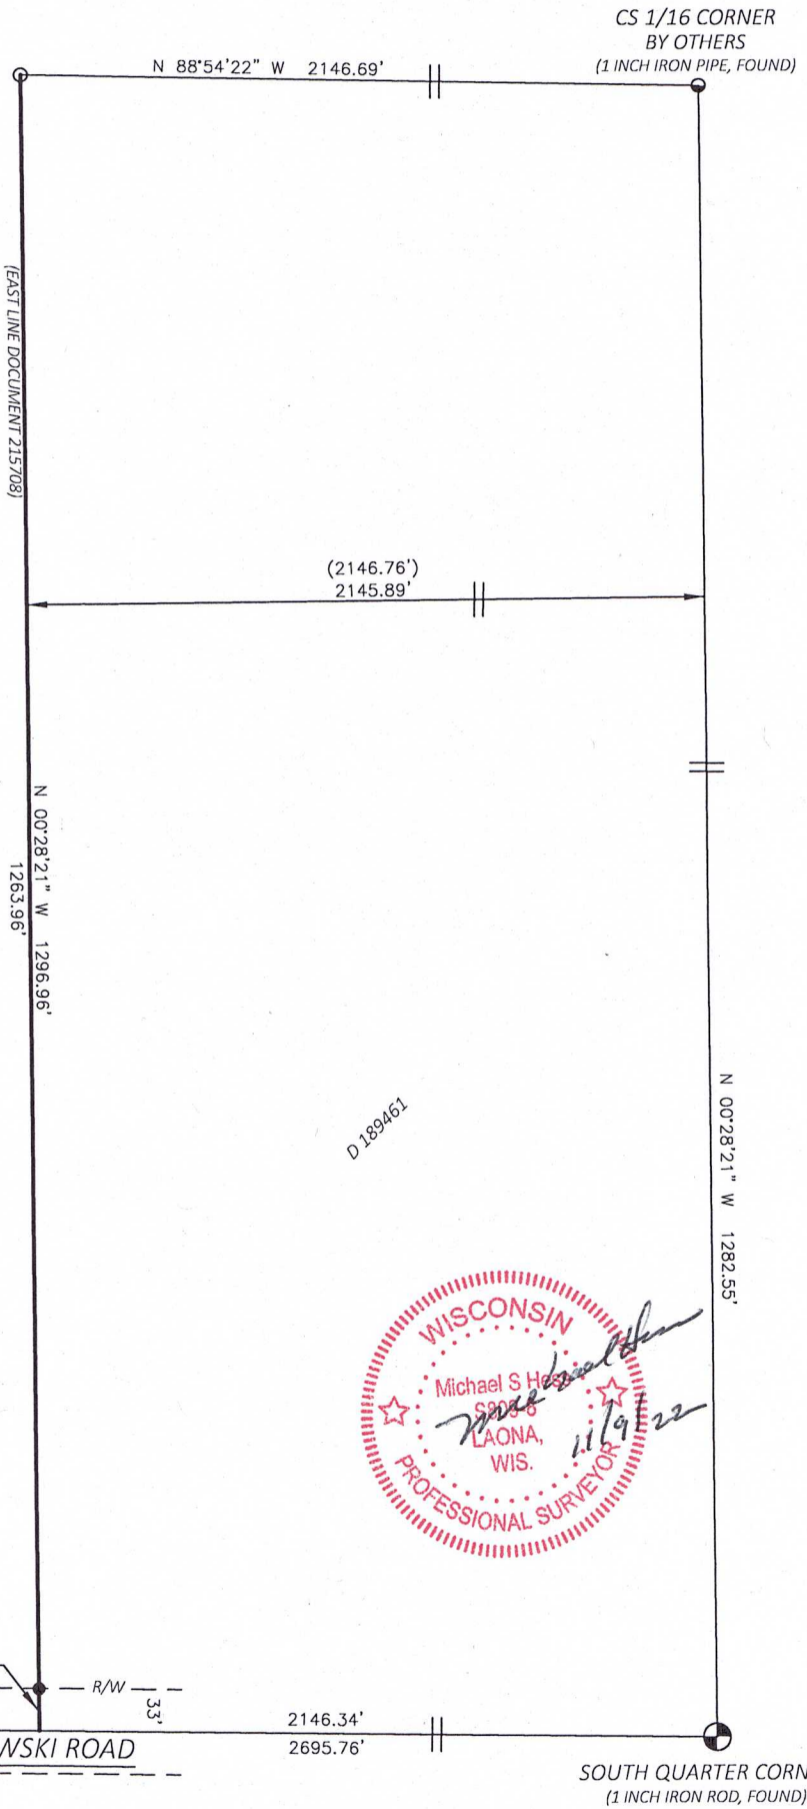 CS 1/16 CORNER
BY OTHERS
(1 INCH IRON PIPE, FOUND)
N 88°54'22" W 2146.69'
(EAST LINE DOCUMENT 215708)
(2146.76')
2145.89'
N 00°28'21" W 1296.96'
1263.96'
N 00°28'21" W 1282.55'
D 189461
WISCONSIN
Michael S Hess
LAONA,
WIS.
PROFESSIONAL SURVEYOR
11/9/22
R/W
33'
2146.34'
2695.76'
NSKI ROAD
SOUTH QUARTER CORN
(1 INCH IRON ROD, FOUND)